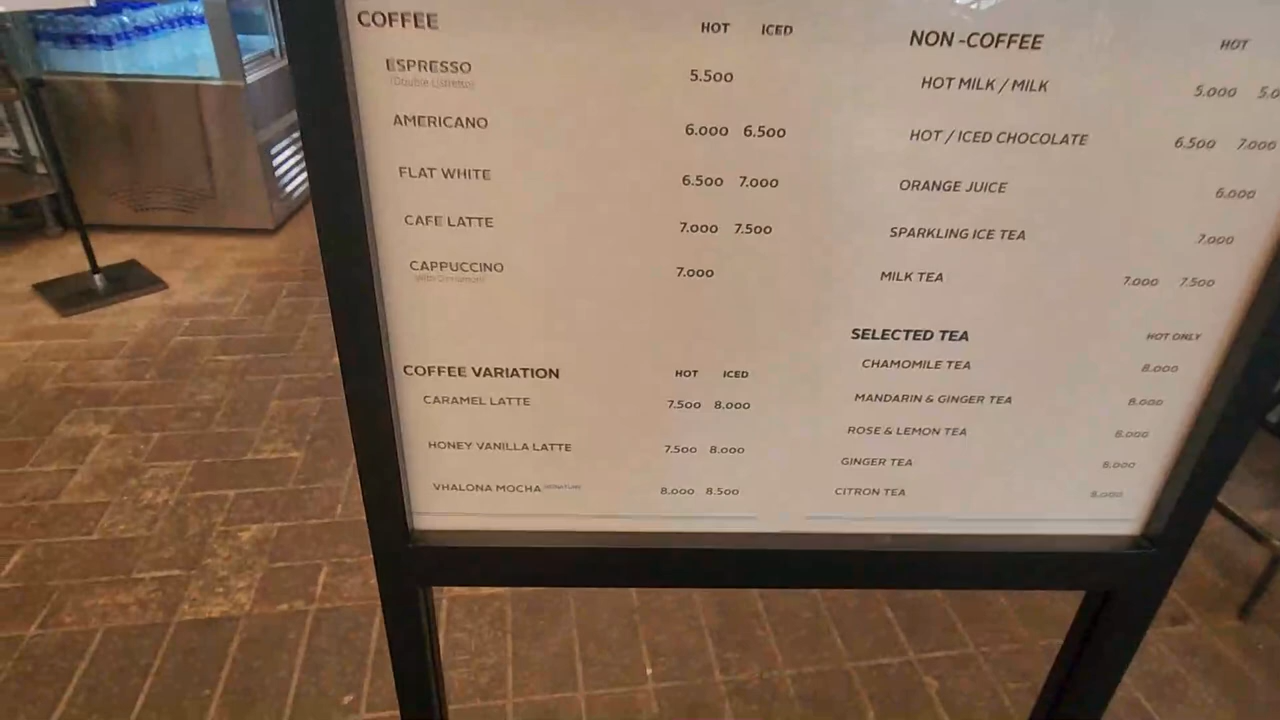 COFFEE HOT ICED
ESPRESSO 5.500
AMERICANO 6.000 6.500
FLAT WHITE 6.500 7.000
CAFE LATTE 7.000 7.500
CAPPUCCINO 7.000
COFFEE VARIATION HOT ICED
CARAMEL LATTE 7.500 8.000
HONEY VANILLA LATTE 7.500 8.000
VHALONA MOCHA 8.000 8.500
NON -COFFEE HOT
HOT MILK / MILK 5.000 5.0
HOT / ICED CHOCOLATE 6.500 7.000
ORANGE JUICE 6.000
SPARKLING ICE TEA 7.000
MILK TEA 7.000 7.500
SELECTED TEA HOT ONLY
CHAMOMILE TEA 8.000
MANDARIN & GINGER TEA 8.000
ROSE & LEMON TEA 8.000
GINGER TEA 8.000
CITRON TEA 8.000